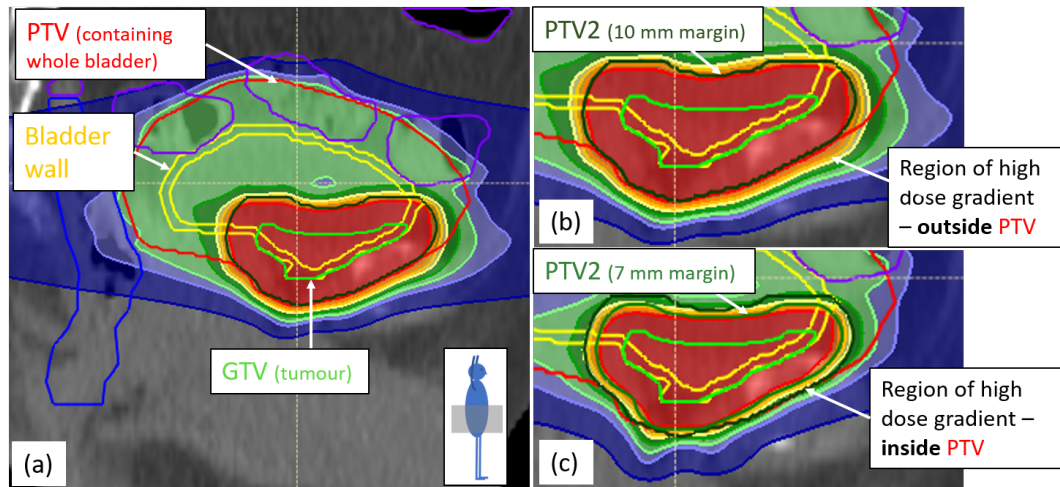 PTV (containing
whole bladder)
Bladder
wall
GTV (tumour)
(a)
PTV2 (10 mm margin)
Region of high
dose gradient
– outside PTV
(b)
PTV2 (7 mm margin)
Region of high
dose gradient –
inside PTV
(c)